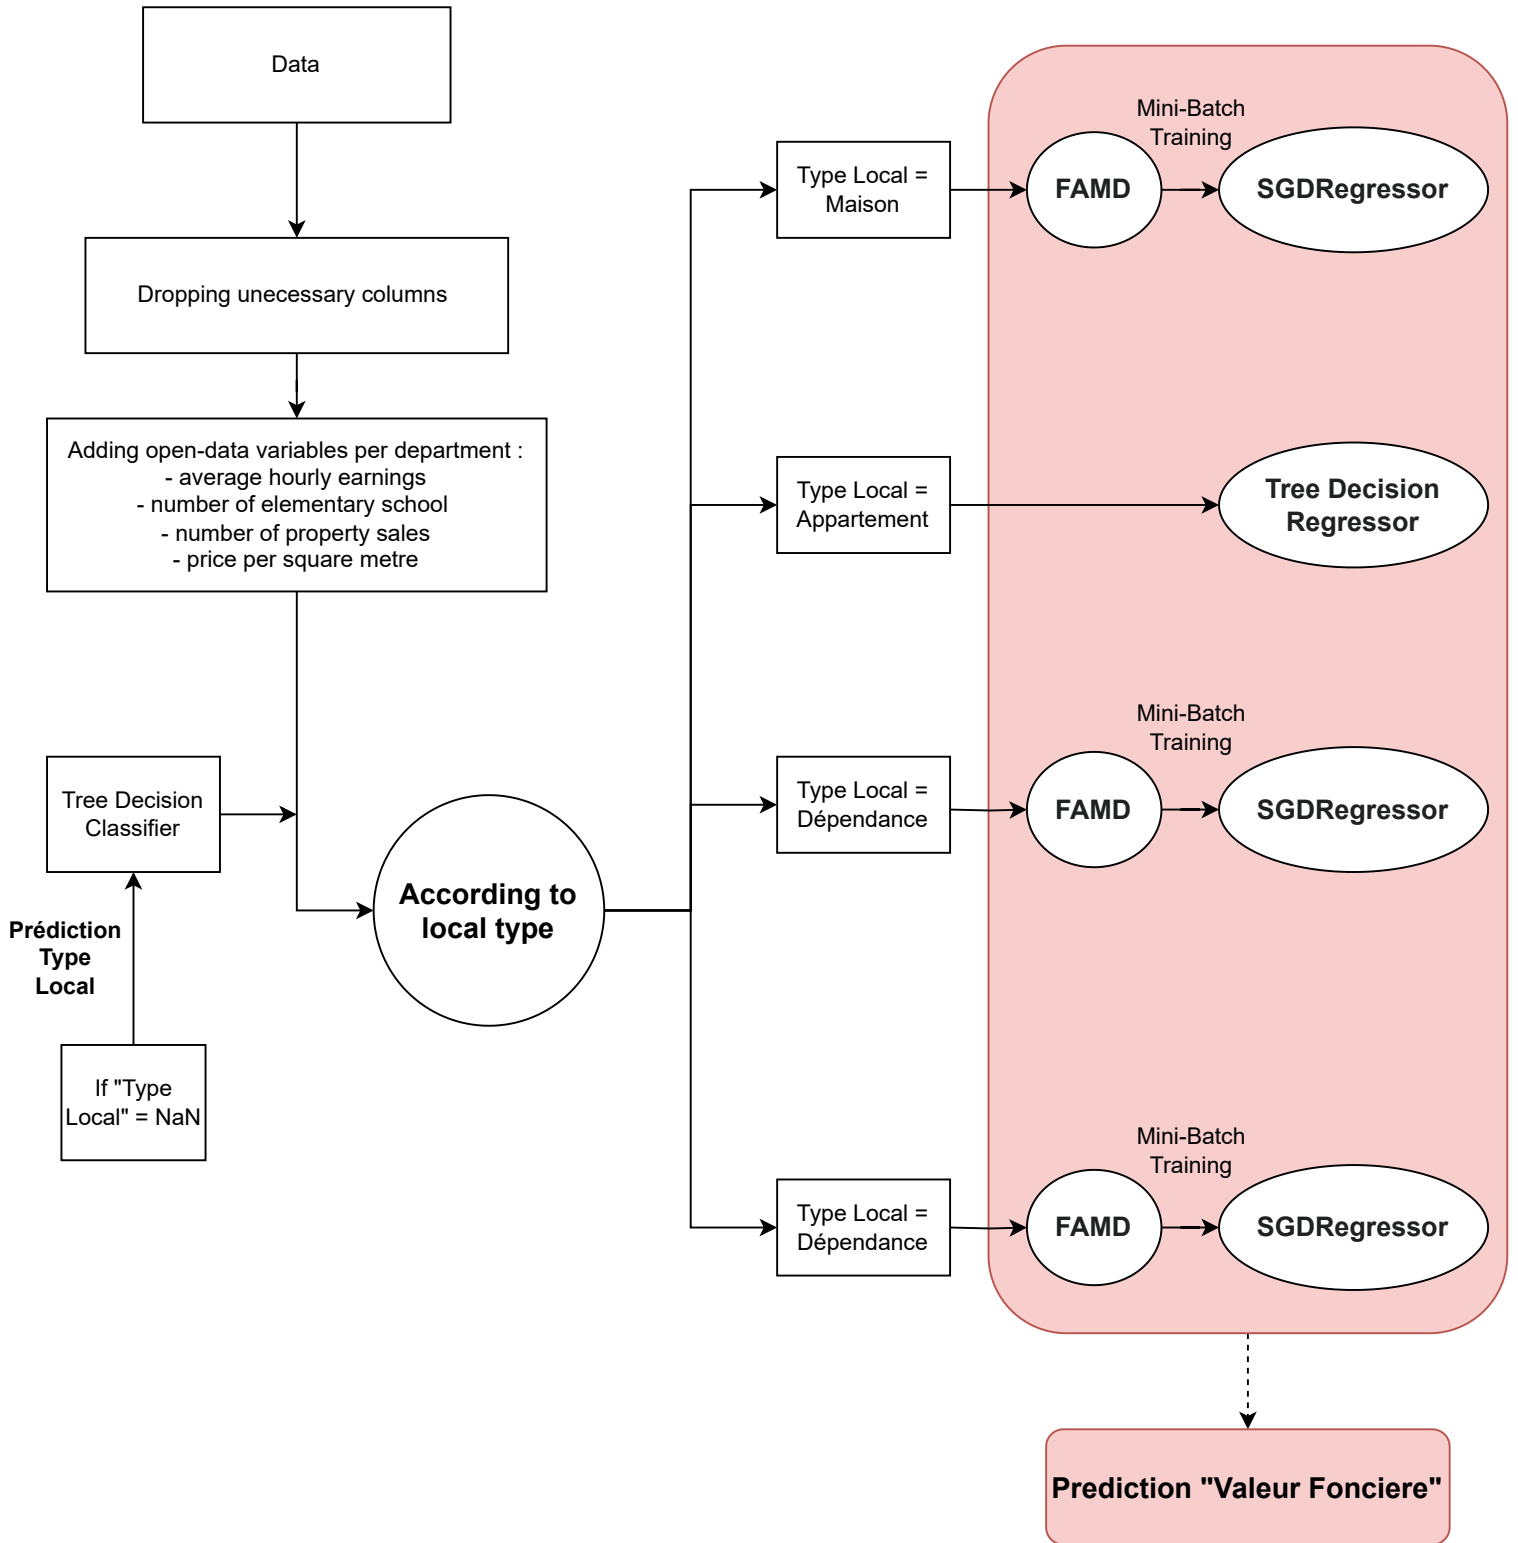 Data
Dropping unecessary columns
Adding open-data variables per department :
- average hourly earnings
- number of elementary school
- number of property sales
- price per square metre
Tree Decision
Classifier
Prédiction
Type
Local
If "Type
Local" = NaN
According to
local type
Type Local =
Maison
FAMD
Mini-Batch
Training
SGDRegressor
Type Local =
Appartement
Tree Decision
Regressor
Type Local =
Dépendance
FAMD
Mini-Batch
Training
SGDRegressor
Type Local =
Dépendance
FAMD
Mini-Batch
Training
SGDRegressor
Prediction "Valeur Fonciere"